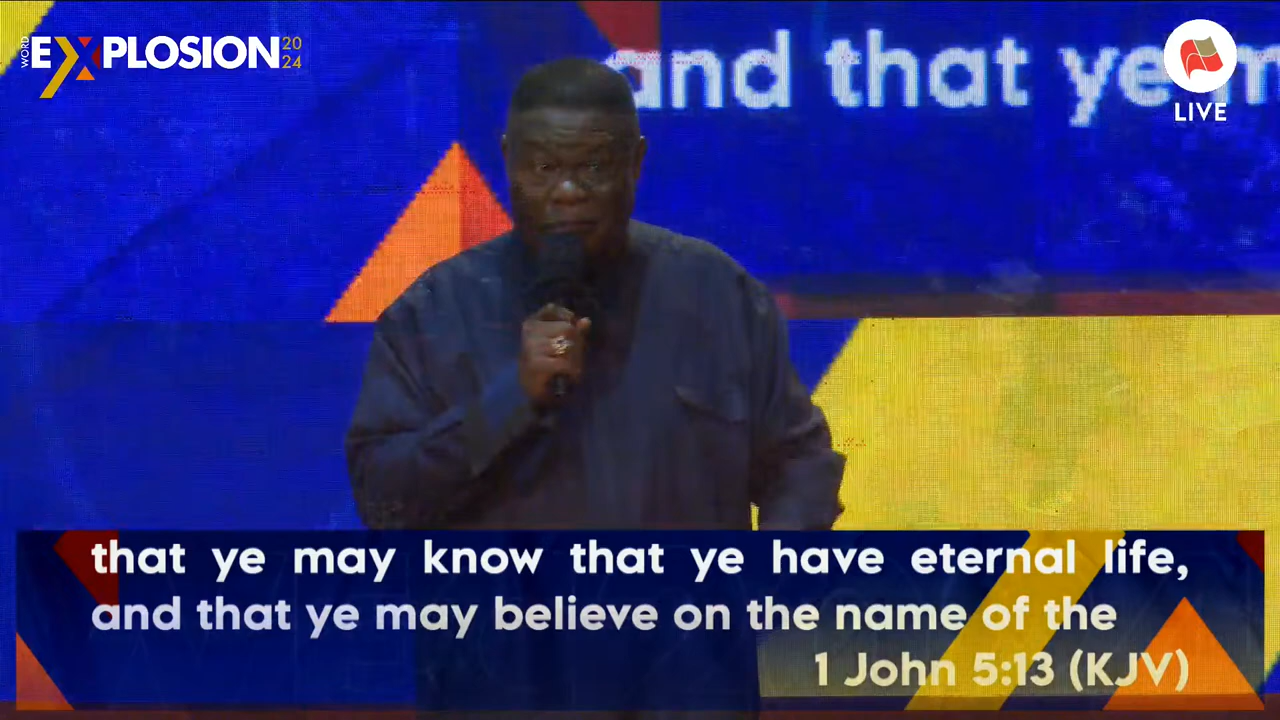 WORD EXPLOSION 2024
and that ye m
LIVE
that ye may know that ye have eternal life,
and that ye may believe on the name of the
1 John 5:13 (KJV)